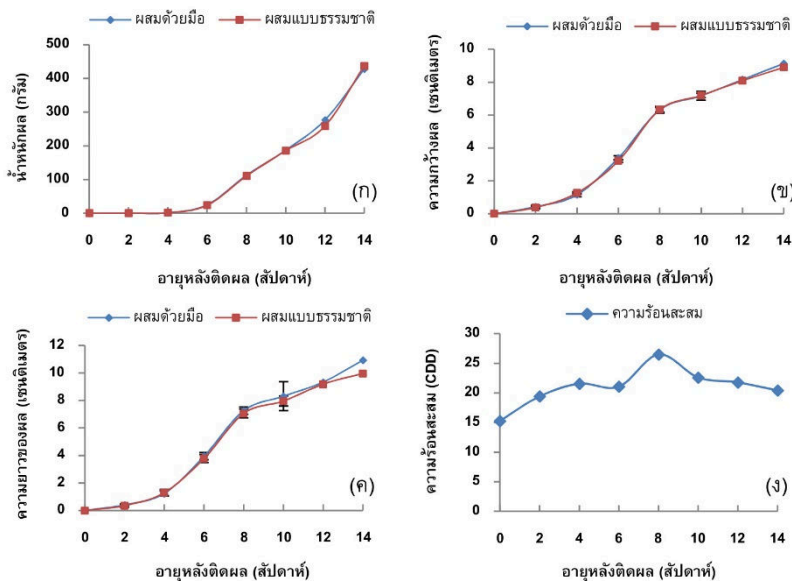 ผสมด้วยมือ ผสมแบบธรรมชาติ
น้ำหนักผล (กรัม)
500
400
300
200
100
0
(ก)
0 2 4 6 8 10 12 14
อายุหลังติดผล (สัปดาห์)
ผสมด้วยมือ ผสมแบบธรรมชาติ
ความกว้างผล (เซนติเมตร)
10
8
6
4
2
0
(ข)
0 2 4 6 8 10 12 14
อายุหลังติดผล (สัปดาห์)
ผสมด้วยมือ ผสมแบบธรรมชาติ
ความยาวของผล (เซนติเมตร)
12
10
8
6
4
2
0
(ค)
0 2 4 6 8 10 12 14
อายุหลังติดผล (สัปดาห์)
ความร้อนสะสม
ความร้อนสะสม (CDD)
30
25
20
15
10
5
0
(ง)
0 2 4 6 8 10 12 14
อายุหลังติดผล (สัปดาห์)